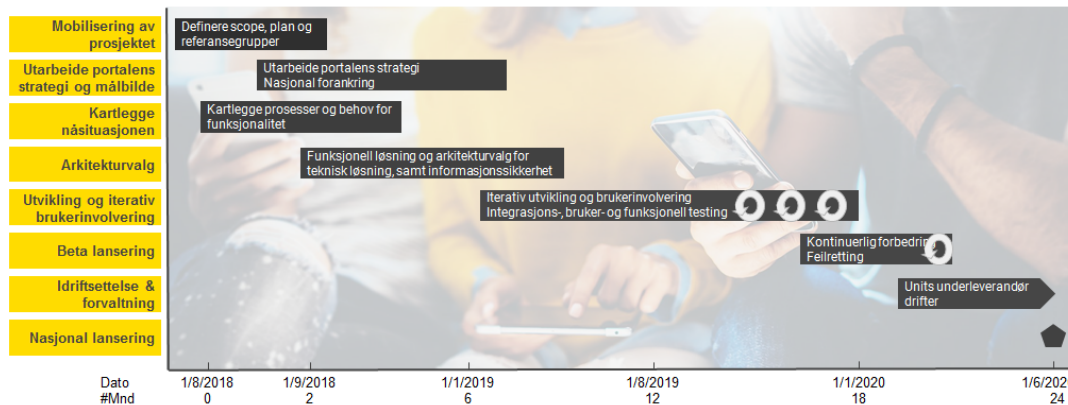 Mobilisering av
prosjektet
Definere scope, plan og
referansegrupper
Utarbeide portalens
strategi og målbilde
Utarbeide portalens strategi
Nasjonal forankring
Kartlegge
nåsituasjonen
Kartlegge prosesser og behov for
funksjonalitet
Arkitekturvalg
Funksjonell løsning og arkitekturvalg for
teknisk løsning, samt informasjonssikkerhet
Utvikling og iterativ
brukerinvolvering
Iterativ utvikling og brukerinvolvering
Integrasjons-, bruker- og funksjonell testing
Beta lansering
Kontinuerlig forbedring
Feilretting
Idriftsettelse &
forvaltning
Units underleverandør
drifter
Nasjonal lansering
Dato 1/8/2018 1/9/2018 1/1/2019 1/8/2019 1/1/2020 1/6/202
#Mnd 0 2 6 12 18 24